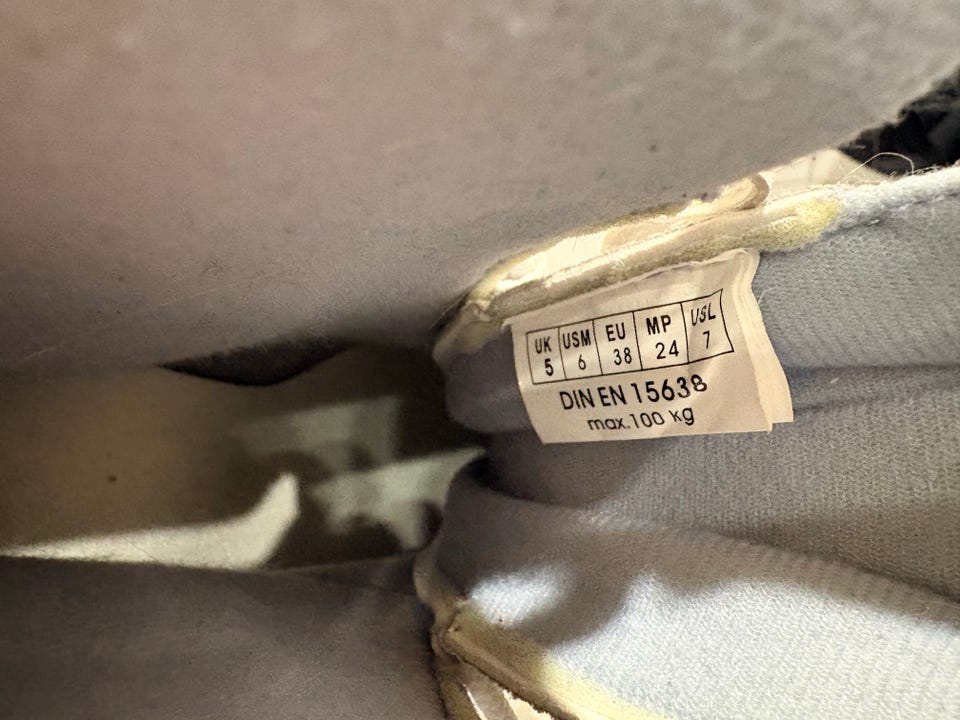 UK USM EU MP USL
5 6 38 24 7
DIN EN 15638
max.100 kg